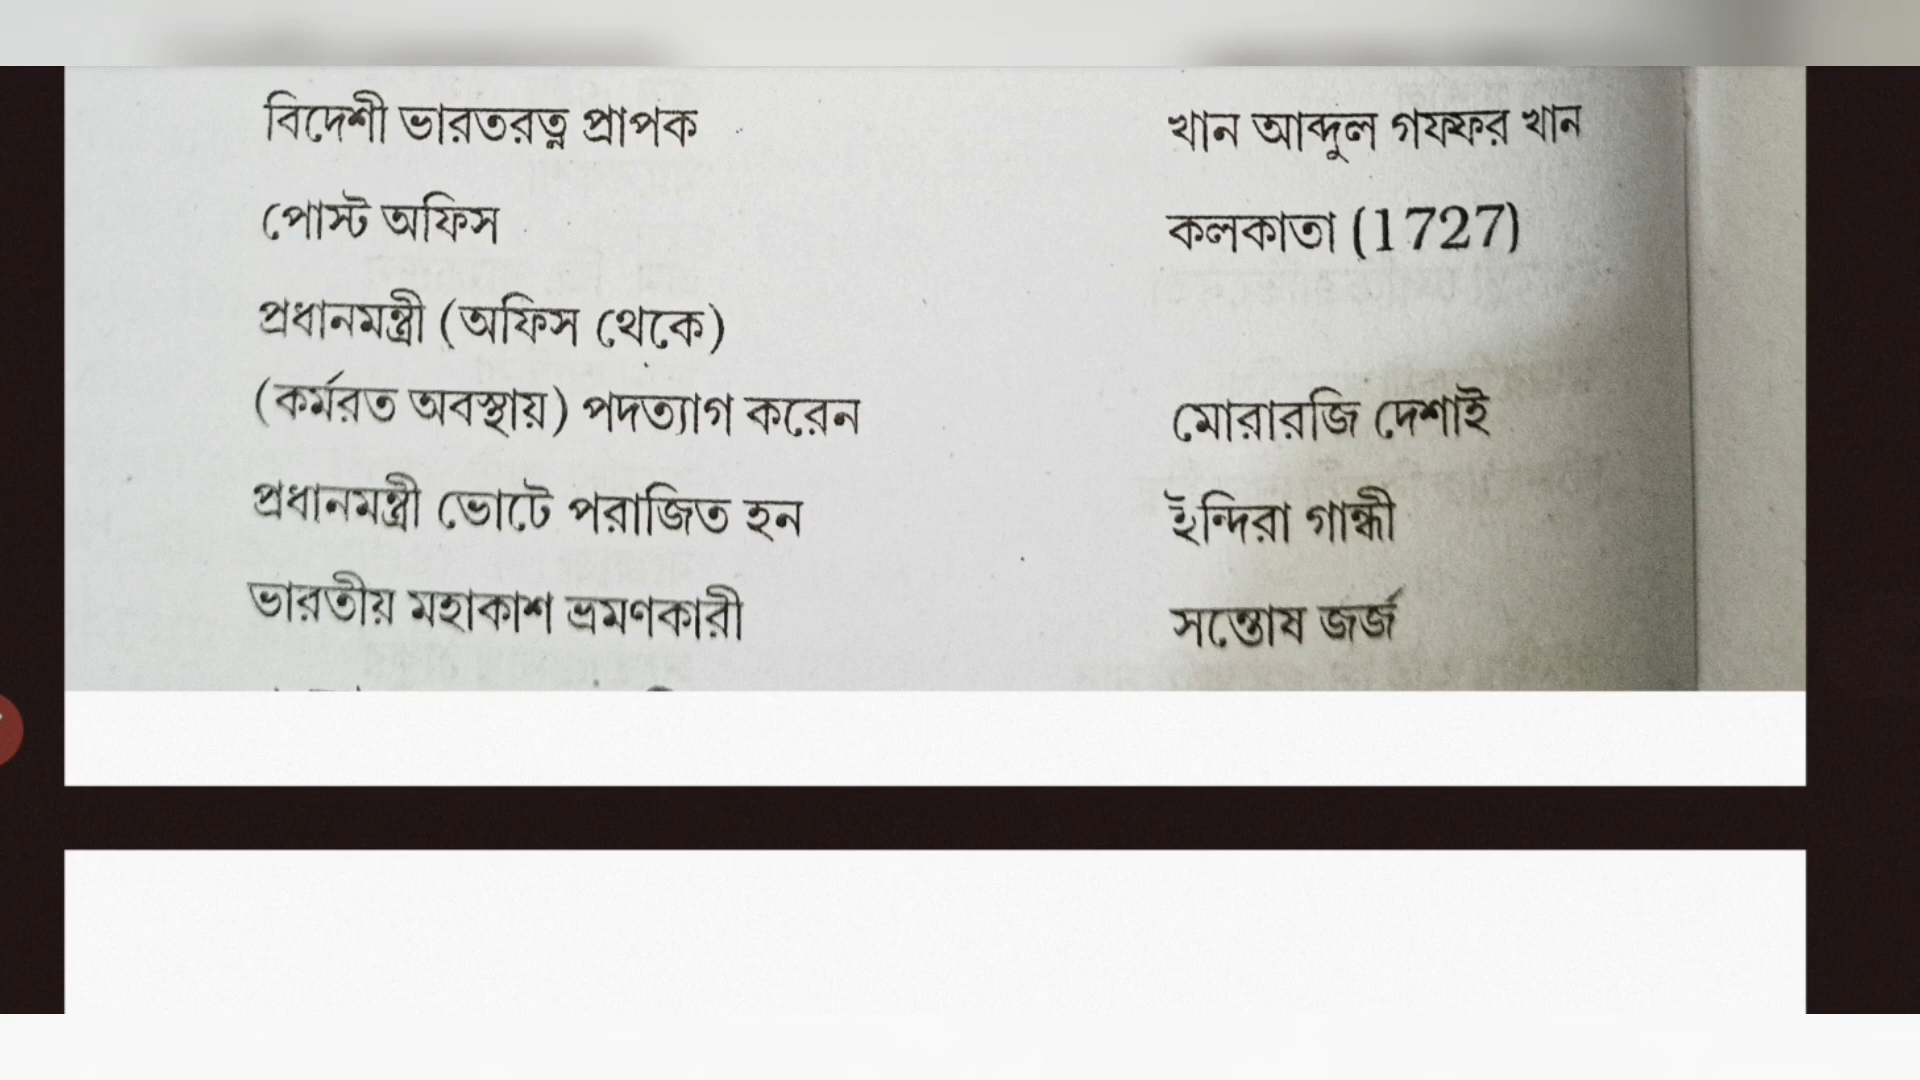 বিদেশী ভারতরত্ন প্রাপক খান আব্দুল গফফর খান
পোস্ট অফিস কলকাতা (1727)
প্রধানমন্ত্রী (অফিস থেকে)
(কর্মরত অবস্থায়) পদত্যাগ করেন মোরারজি দেশাই
প্রধানমন্ত্রী ভোটে পরাজিত হন ইন্দিরা গান্ধী
ভারতীয় মহাকাশ ভ্রমণকারী সন্তোষ জর্জ